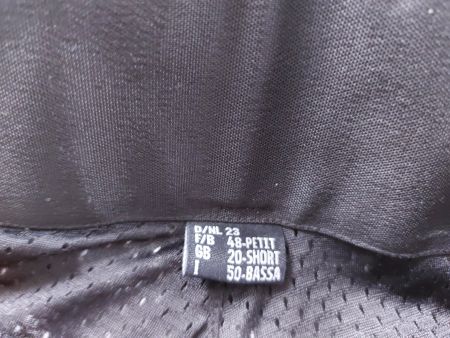 D/NL 23
F/B 48-PETIT
GB 20-SHORT
I 50-BASSA